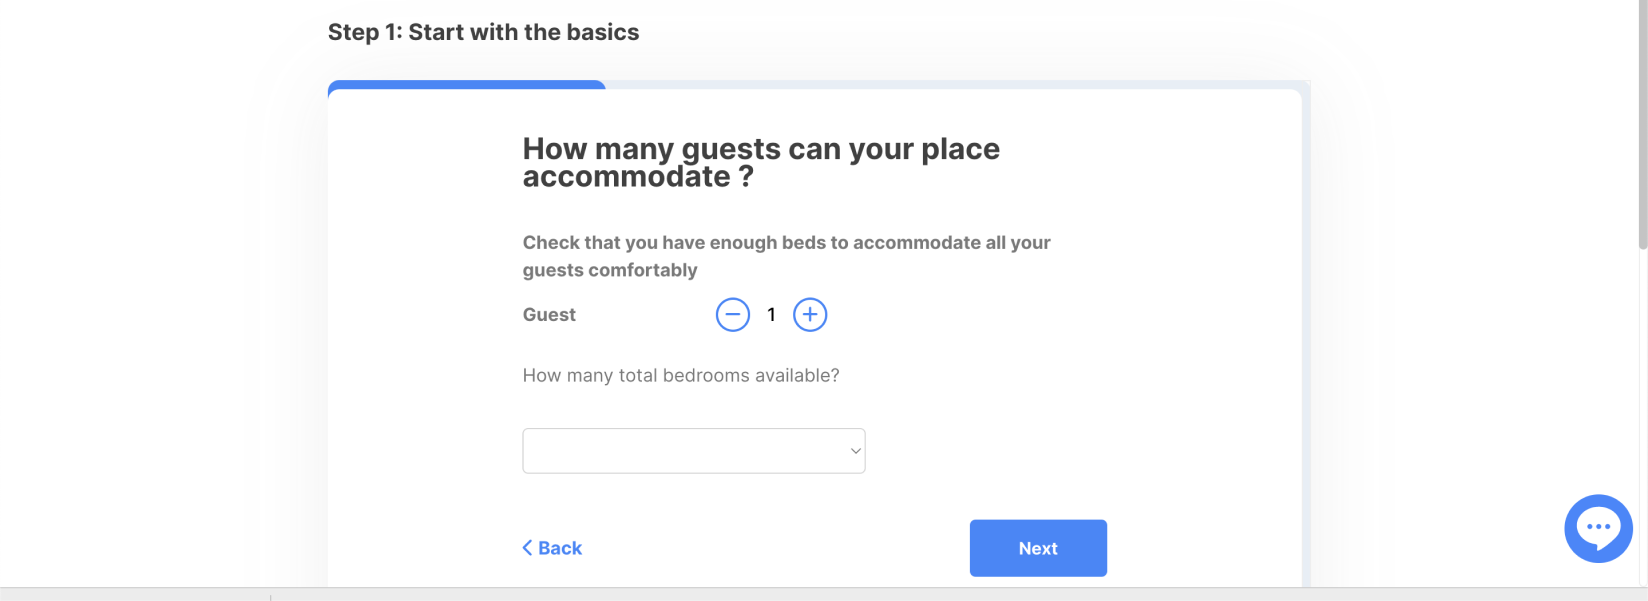 Step 1: Start with the basics
How many guests can your place
accommodate ?
Check that you have enough beds to accommodate all your
guests comfortably
Guest 1
How many total bedrooms available?
Back
Next